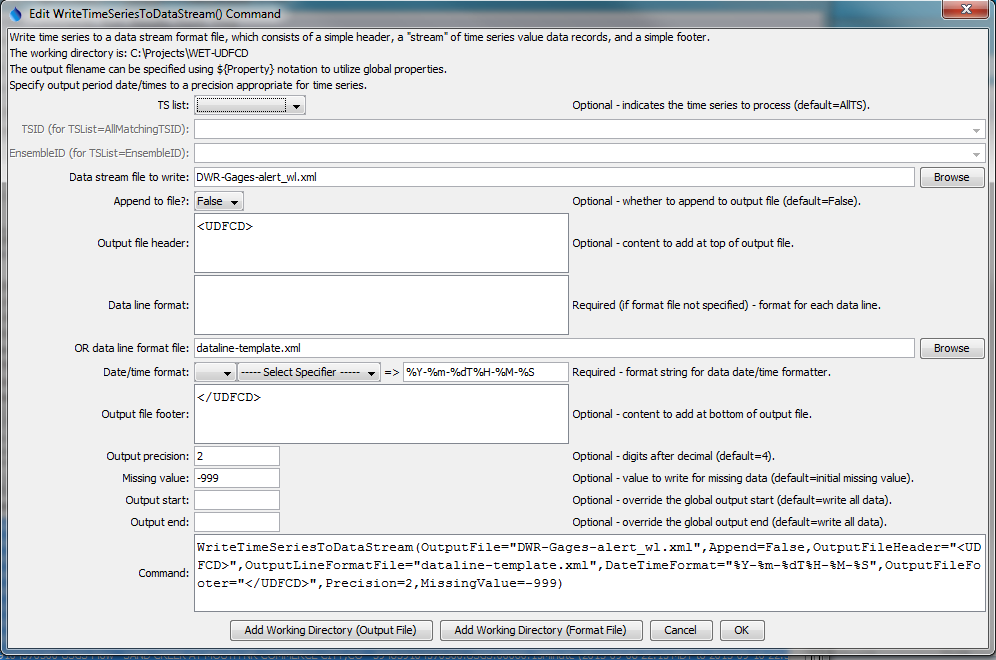 Edit WriteTimeSeriesToDataStream() Command
Write time series to a data stream format file, which consists of a simple header, a "stream" of time series value data records, and a simple footer.
The working directory is: C:\Projects\WET-UDFCD
The output filename can be specified using ${Property} notation to utilize global properties.
Specify output period date/times to a precision appropriate for time series.
TS list: Optional - indicates the time series to process (default=AllTS).
TSID (for TSList=AllMatchingTSID):
EnsembleID (for TSList=EnsembleID):
Data stream file to write: DWR-Gages-alert_wl.xml Browse
Append to file?: False Optional - whether to append to output file (default=False).
Output file header: <UDFCD> Optional - content to add at top of output file.
Data line format: Required (if format file not specified) - format for each data line.
OR data line format file: dataline-template.xml Browse
Date/time format: ----- Select Specifier ----- => %Y-%m-%dT%H-%M-%S Required - format string for data date/time formatter.
Output file footer: </UDFCD> Optional - content to add at bottom of output file.
Output precision: 2 Optional - digits after decimal (default=4).
Missing value: -999 Optional - value to write for missing data (default=initial missing value).
Output start: Optional - override the global output start (default=write all data).
Output end: Optional - override the global output end (default=write all data).
Command: WriteTimeSeriesToDataStream(OutputFile="DWR-Gages-alert_wl.xml",Append=False,OutputFileHeader="<UD
FCD>",OutputLineFormatFile="dataline-template.xml",DateTimeFormat="%Y-%m-%dT%H-%M-%S",OutputFileFo
oter="</UDFCD>",Precision=2,MissingValue=-999)
Add Working Directory (Output File) Add Working Directory (Format File) Cancel OK